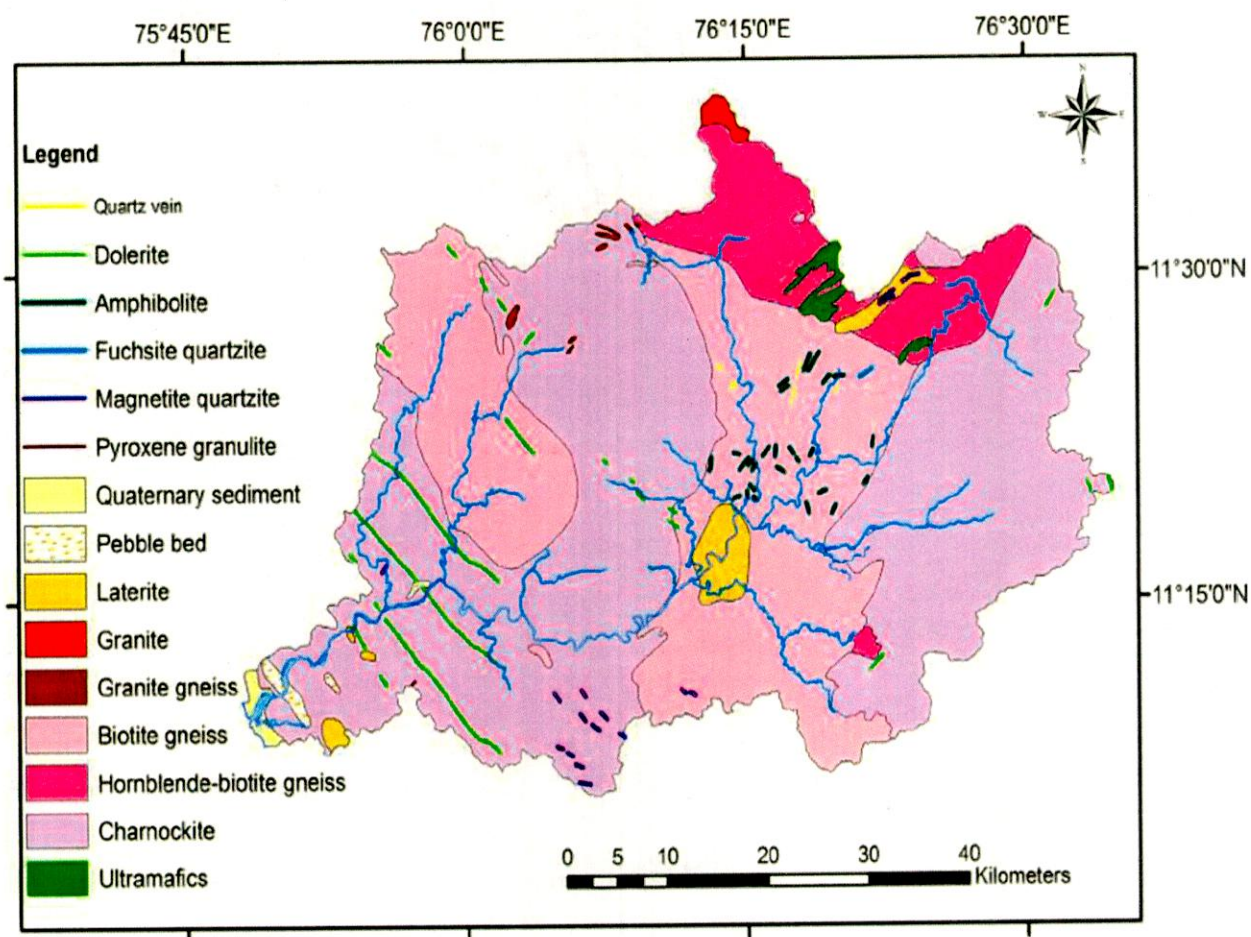 75°45'0"E 76°0'0"E 76°15'0"E 76°30'0"E
N
W E
S
Legend
Quartz vein
Dolerite
Amphibolite
Fuchsite quartzite
Magnetite quartzite
Pyroxene granulite
Quaternary sediment
Pebble bed
Laterite
Granite
Granite gneiss
Biotite gneiss
Hornblende-biotite gneiss
Charnockite
Ultramafics
11°30'0"N
11°15'0"N
0 5 10 20 30 40
Kilometers